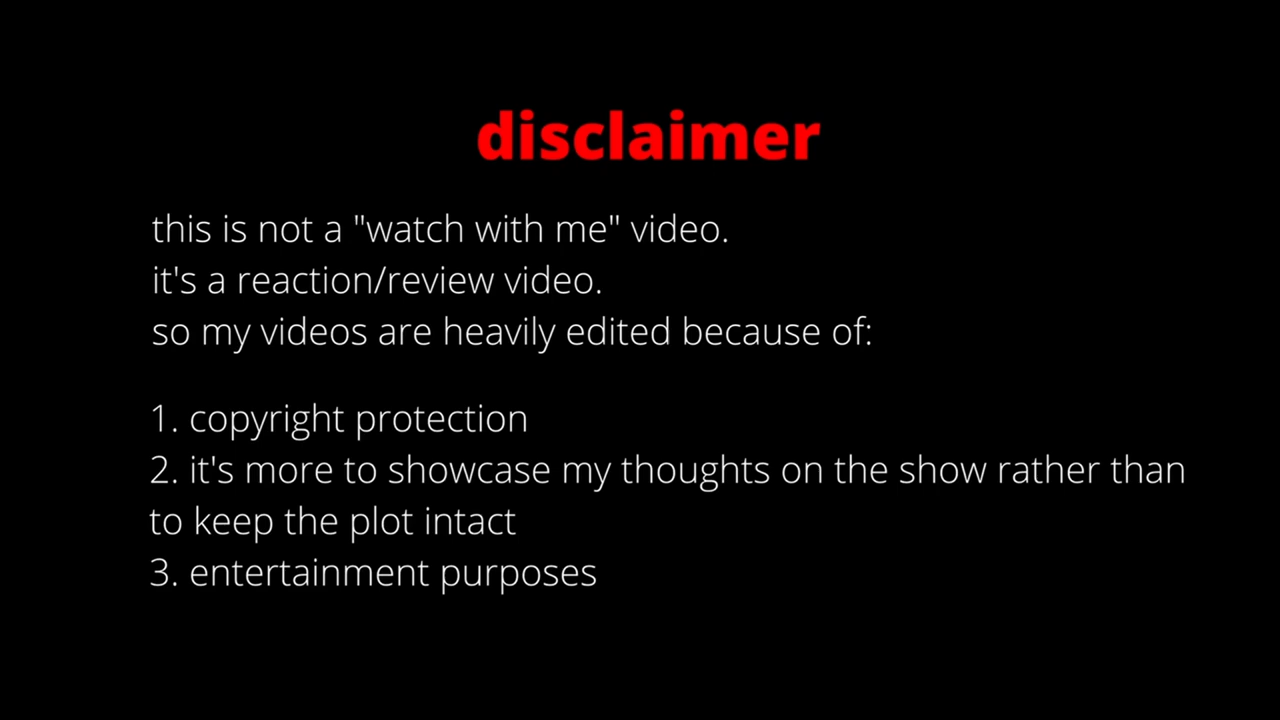 disclaimer
this is not a "watch with me" video.
it's a reaction/review video.
so my videos are heavily edited because of:
1. copyright protection
2. it's more to showcase my thoughts on the show rather than
to keep the plot intact
3. entertainment purposes